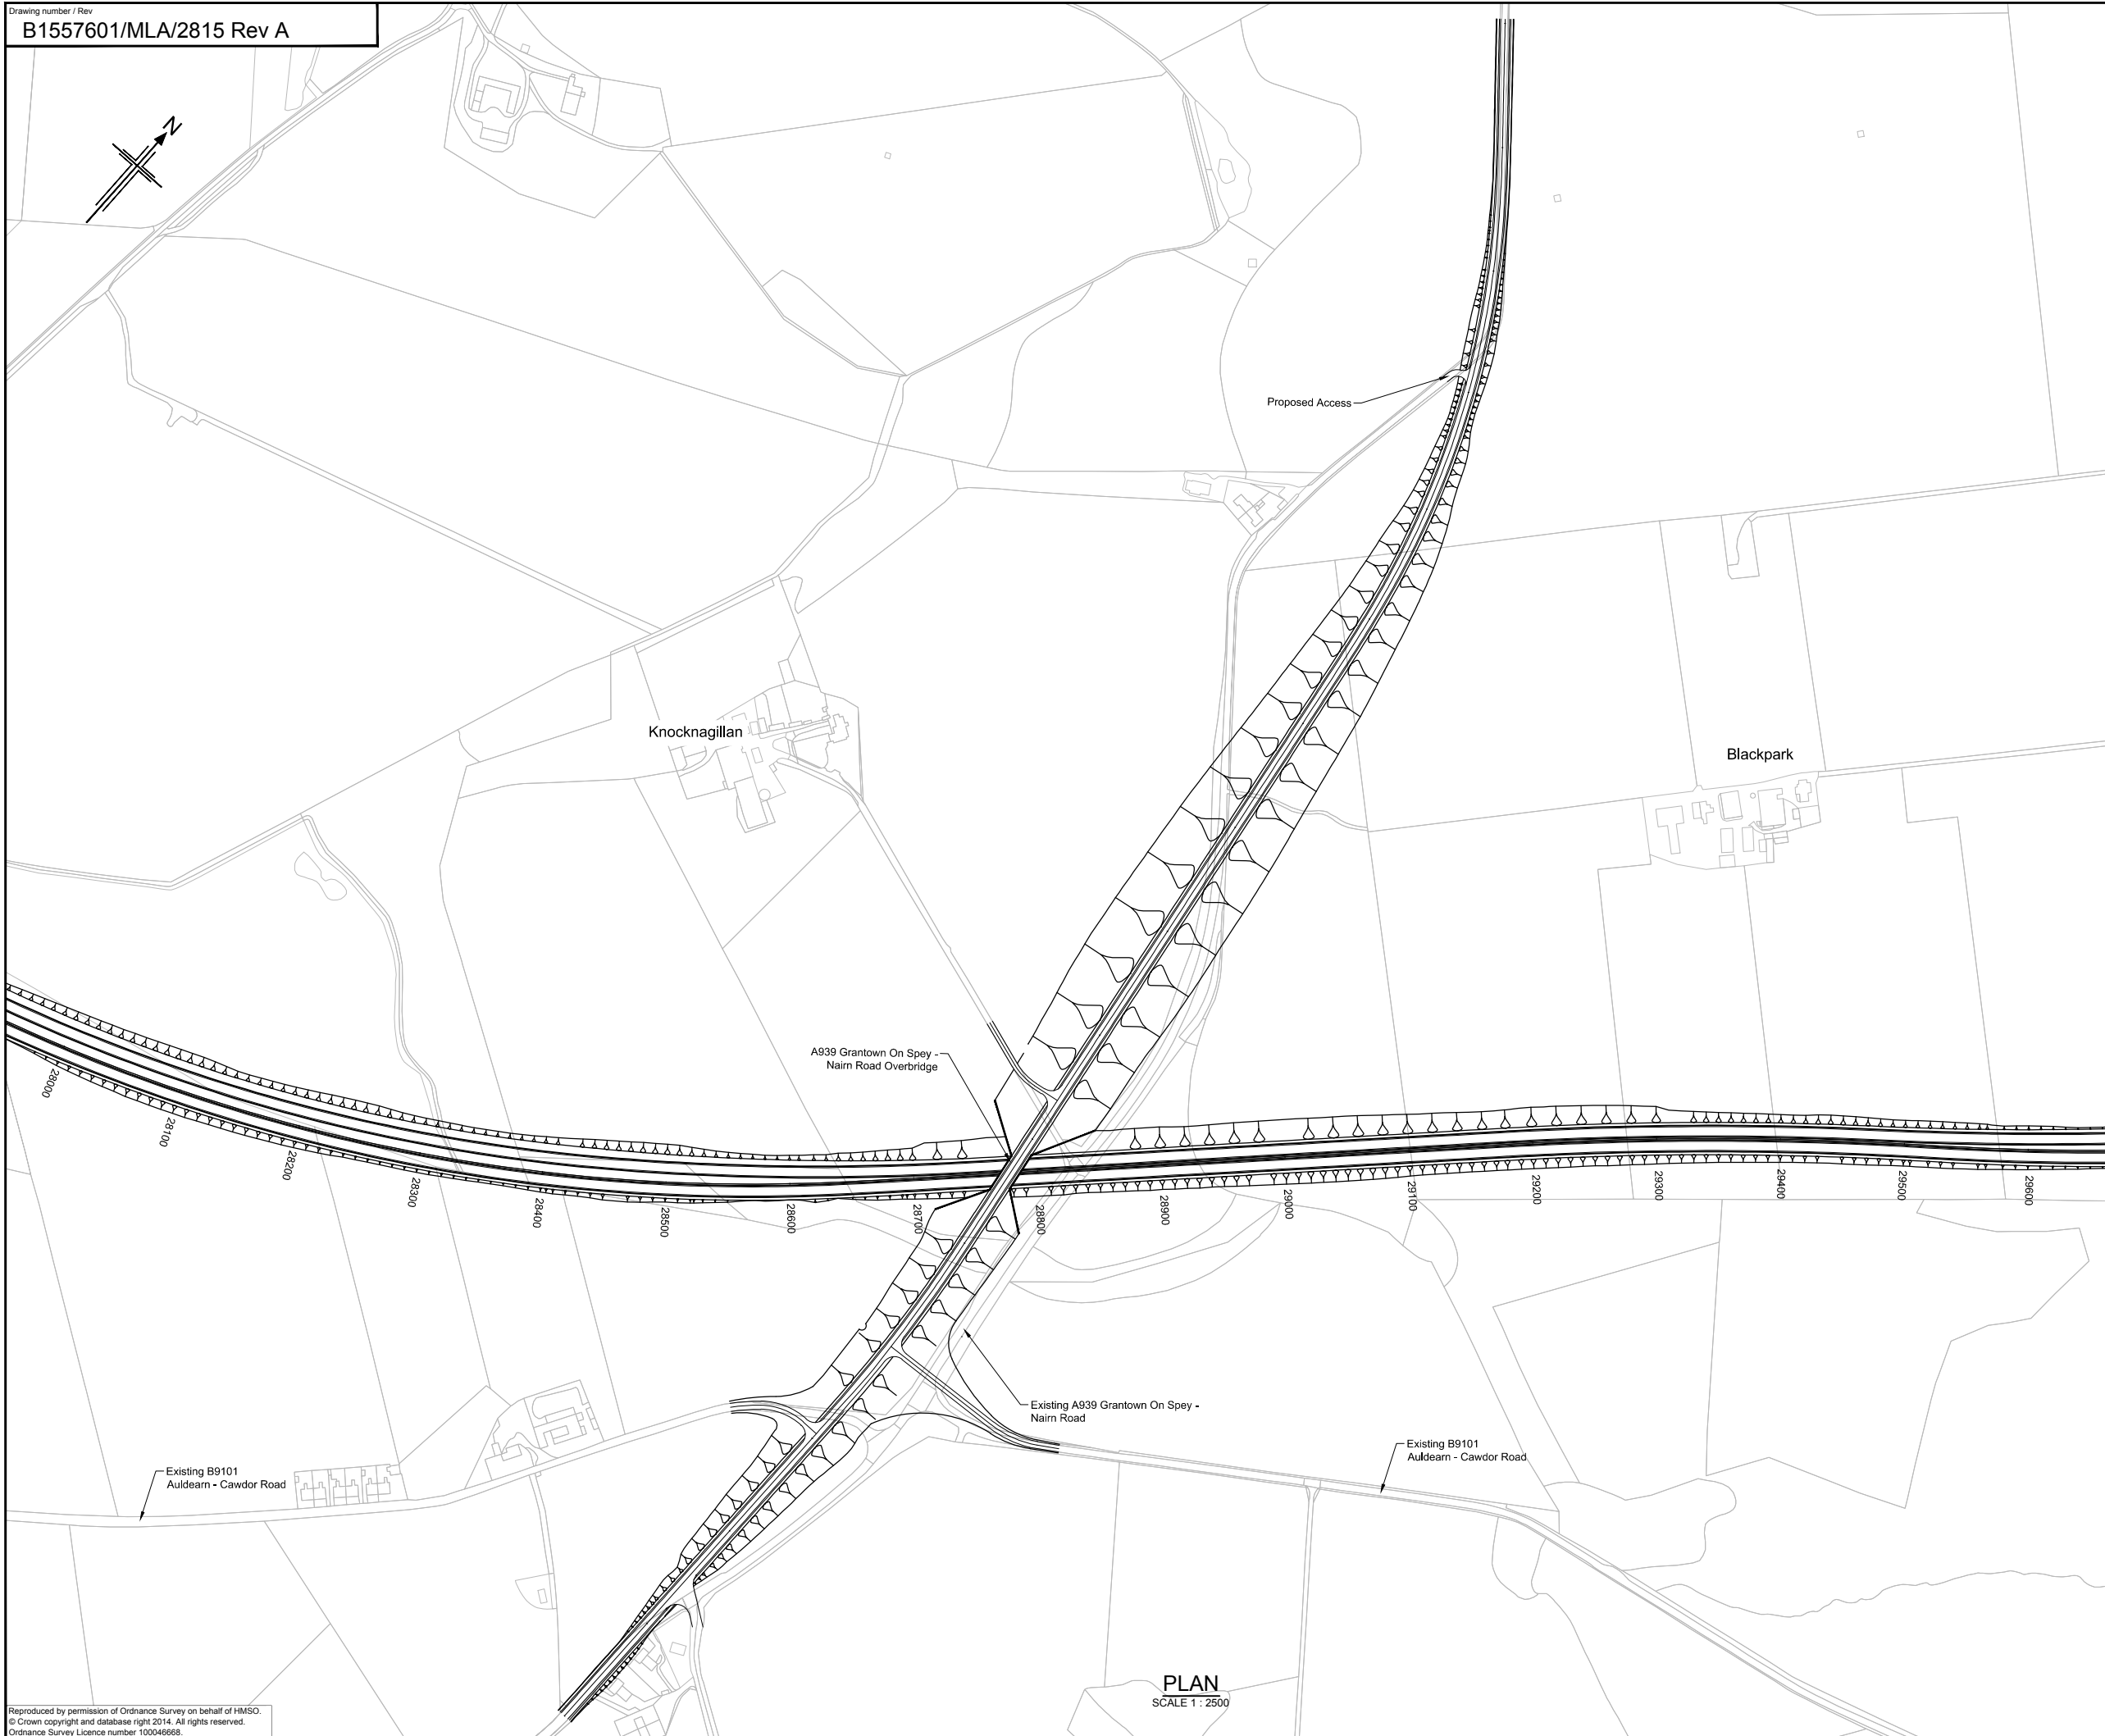 Drawing number / Rev
B1557601/MLA/2815 Rev A
N
Proposed Access
Knocknagillan
Blackpark
A939 Grantown On Spey -
Nairn Road Overbridge
28000
28100
28200
28300
28400
28500
28600
28700
28800
28900
29000
29100
29200
29300
29400
29500
29600
Existing A939 Grantown On Spey -
Nairn Road
Existing B9101
Auldearn - Cawdor Road
Existing B9101
Auldearn - Cawdor Road
PLAN
SCALE 1 : 2500
Reproduced by permission of Ordnance Survey on behalf of HMSO.
© Crown copyright and database right 2014. All rights reserved.
Ordnance Survey Licence number 100046668.